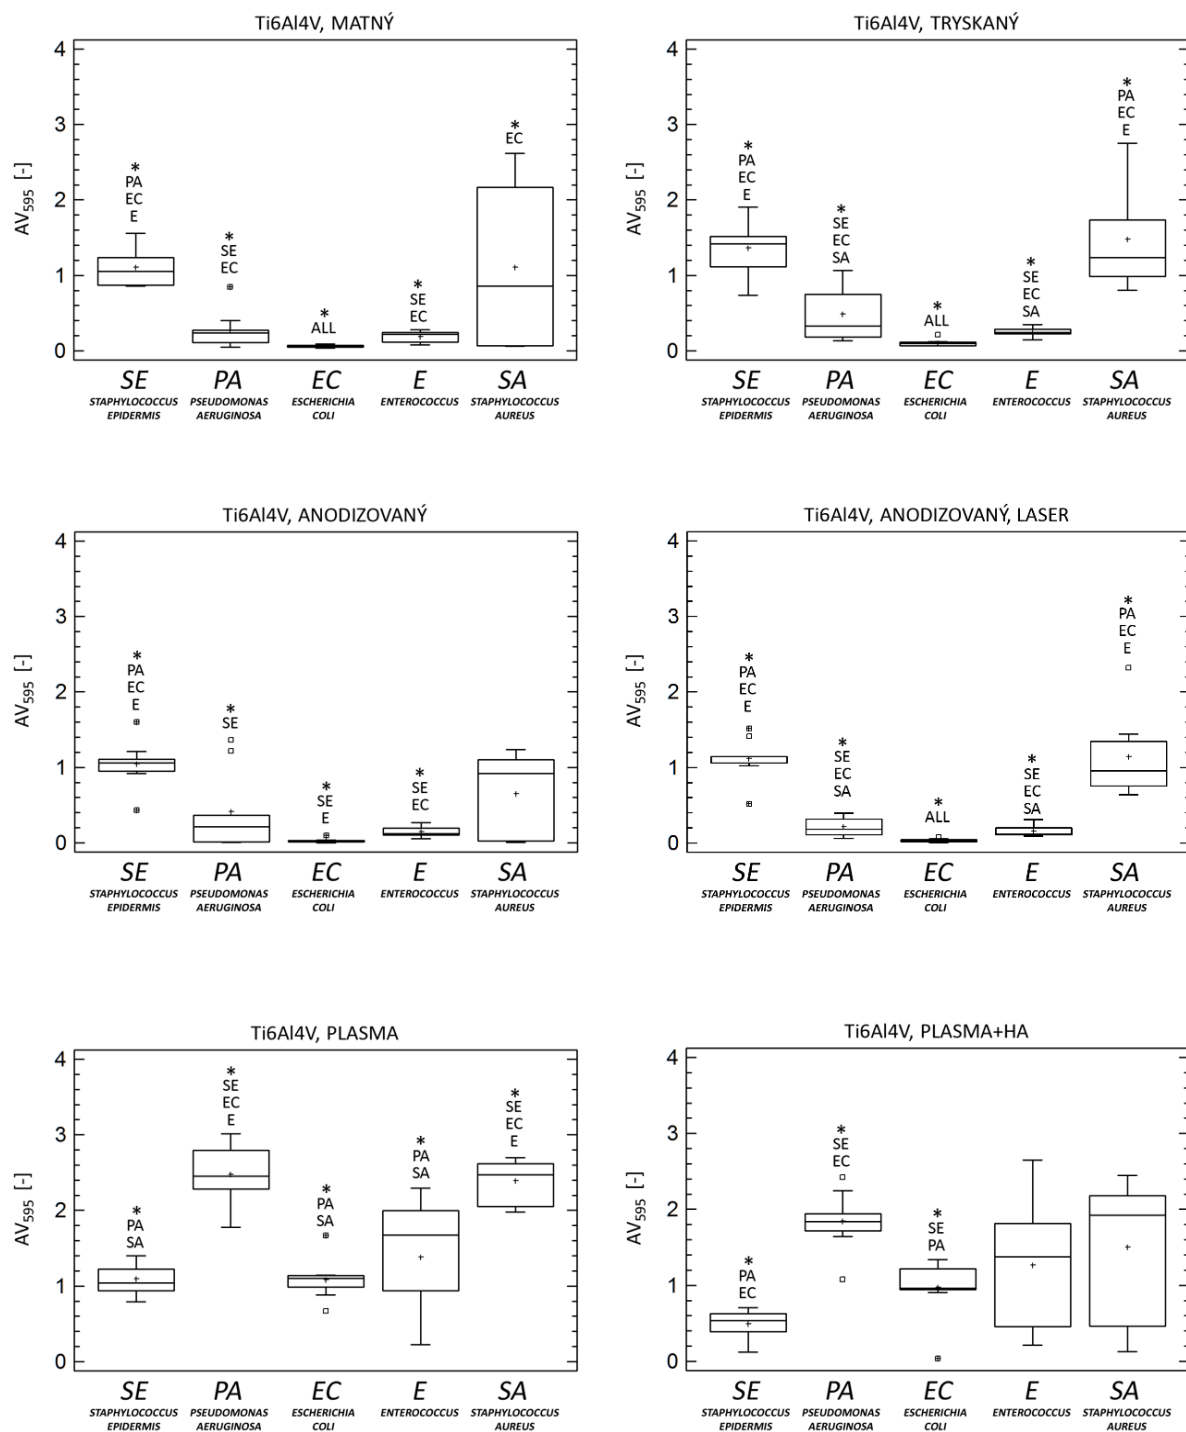 Ti6Al4V, MATNÝ
4
3
2
1
0
AV595 [-]
*
PA
EC
E
*
SE
EC
*
ALL
*
SE
EC
*
EC
SE PA EC E SA
STAPHYLOCOCCUS EPIDERMIS
PSEUDOMONAS AERUGINOSA
ESCHERICHIA COLI
ENTEROCOCCUS
STAPHYLOCOCCUS AUREUS
Ti6Al4V, TRYSKANÝ
4
3
2
1
0
AV595 [-]
*
PA
EC
E
*
SE
EC
SA
*
ALL
*
SE
EC
SA
*
PA
EC
E
SE PA EC E SA
STAPHYLOCOCCUS EPIDERMIS
PSEUDOMONAS AERUGINOSA
ESCHERICHIA COLI
ENTEROCOCCUS
STAPHYLOCOCCUS AUREUS
Ti6Al4V, ANODIZOVANÝ
4
3
2
1
0
AV595 [-]
*
PA
EC
E
*
SE
*
SE
E
*
SE
EC
SE PA EC E SA
STAPHYLOCOCCUS EPIDERMIS
PSEUDOMONAS AERUGINOSA
ESCHERICHIA COLI
ENTEROCOCCUS
STAPHYLOCOCCUS AUREUS
Ti6Al4V, ANODIZOVANÝ, LASER
4
3
2
1
0
AV595 [-]
*
PA
EC
E
*
SE
EC
SA
*
ALL
*
SE
EC
SA
*
PA
EC
E
SE PA EC E SA
STAPHYLOCOCCUS EPIDERMIS
PSEUDOMONAS AERUGINOSA
ESCHERICHIA COLI
ENTEROCOCCUS
STAPHYLOCOCCUS AUREUS
Ti6Al4V, PLASMA
4
3
2
1
0
AV595 [-]
*
PA
SA
*
SE
EC
E
*
PA
SA
*
PA
SA
*
SE
EC
E
SE PA EC E SA
STAPHYLOCOCCUS EPIDERMIS
PSEUDOMONAS AERUGINOSA
ESCHERICHIA COLI
ENTEROCOCCUS
STAPHYLOCOCCUS AUREUS
Ti6Al4V, PLASMA+HA
4
3
2
1
0
AV595 [-]
*
PA
EC
*
SE
EC
*
SE
PA
SE PA EC E SA
STAPHYLOCOCCUS EPIDERMIS
PSEUDOMONAS AERUGINOSA
ESCHERICHIA COLI
ENTEROCOCCUS
STAPHYLOCOCCUS AUREUS